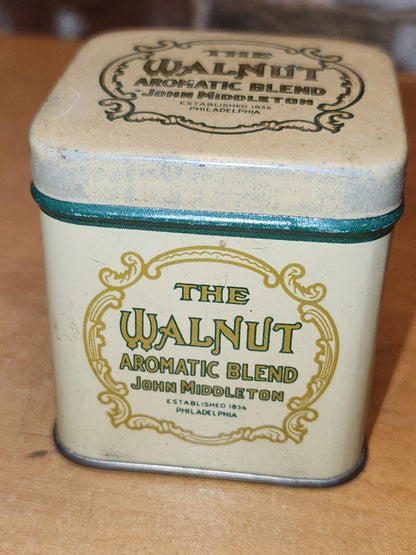 THE
WALNUT
AROMATIC BLEND
JOHN MIDDLETON
ESTABLISHED 1856
PHILADELPHIA
THE
WALNUT
AROMATIC BLEND
JOHN MIDDLETON
ESTABLISHED 1856
PHILADELPHIA